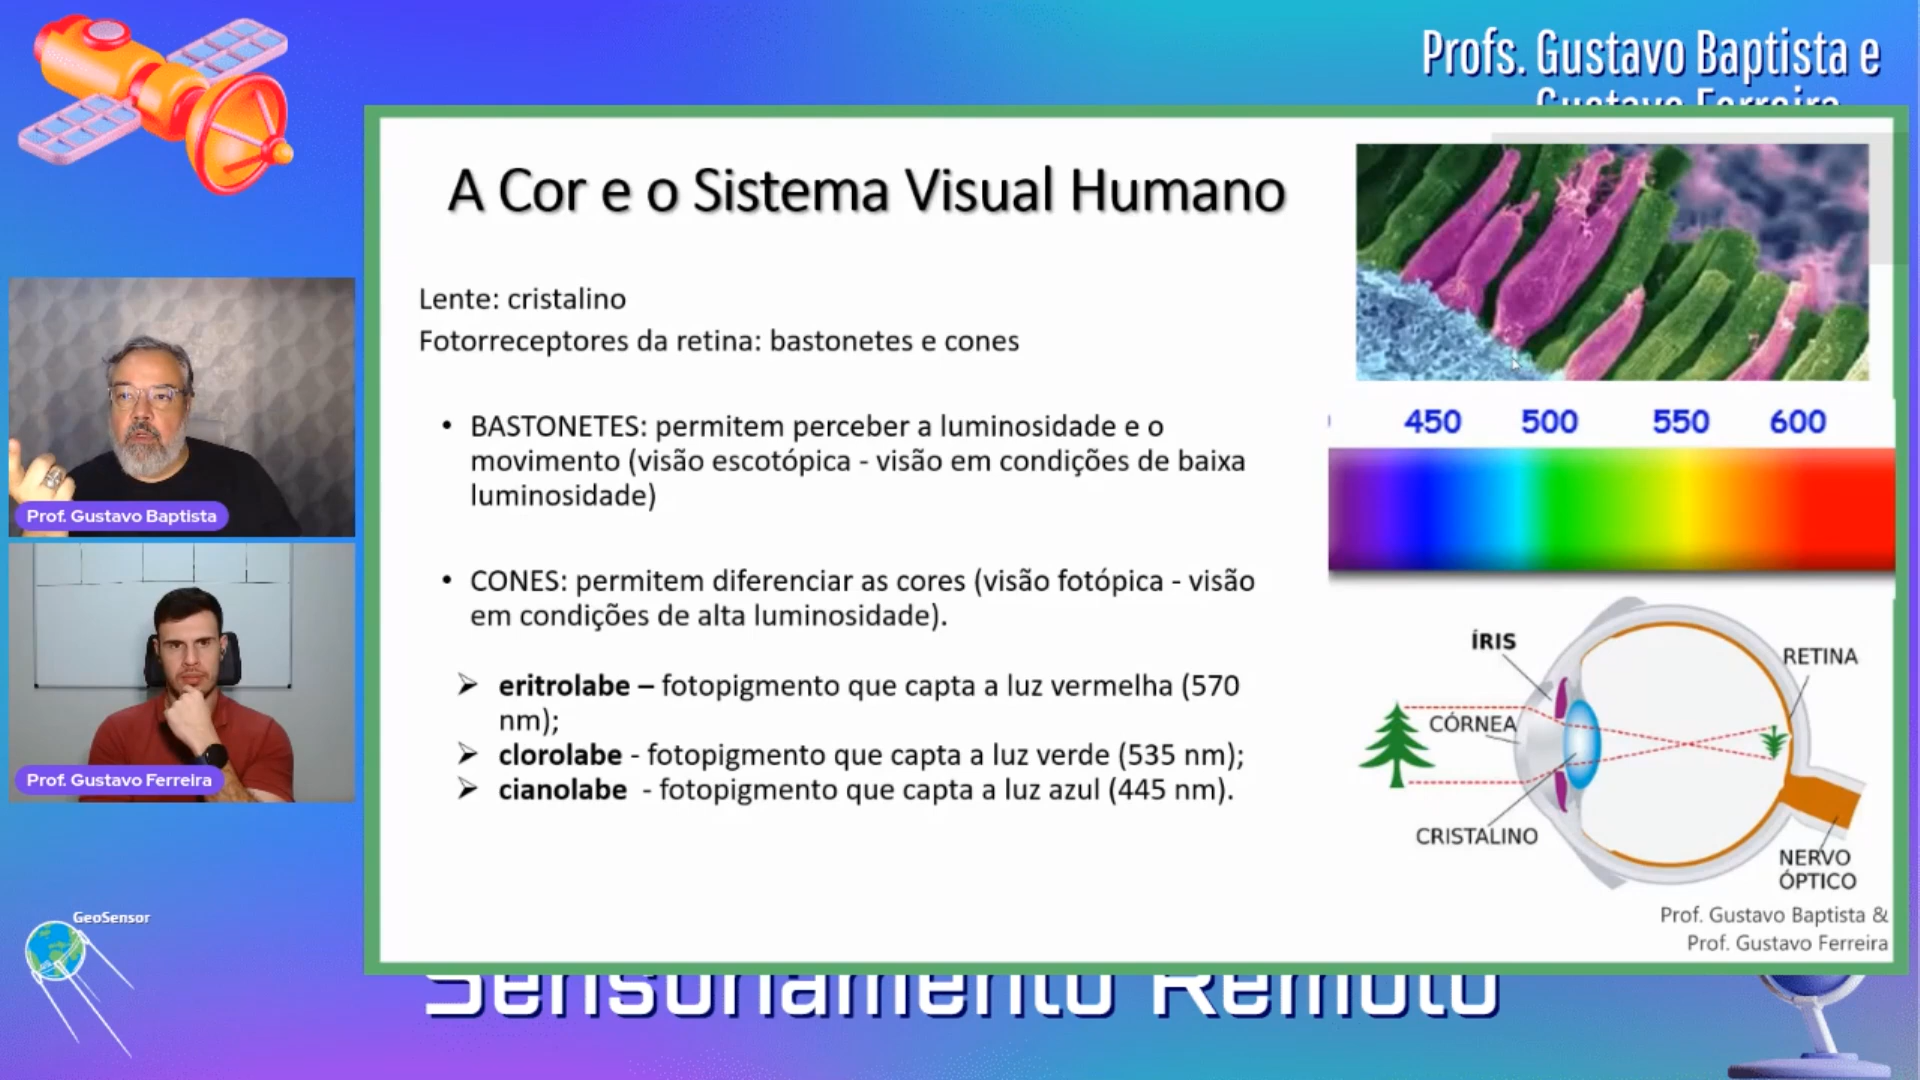 Profs. Gustavo Baptista e
Gustavo Ferreira
A Cor e o Sistema Visual Humano
Lente: cristalino
Fotorreceptores da retina: bastonetes e cones
• BASTONETES: permitem perceber a luminosidade e o
movimento (visão escotópica - visão em condições de baixa
luminosidade)
• CONES: permitem diferenciar as cores (visão fotópica - visão
em condições de alta luminosidade).
➢ eritrolabe – fotopigmento que capta a luz vermelha (570
nm);
➢ clorolabe - fotopigmento que capta a luz verde (535 nm);
➢ cianolabe - fotopigmento que capta a luz azul (445 nm).
450 500 550 600
ÍRIS
RETINA
CÓRNEA
CRISTALINO
NERVO
ÓPTICO
Prof. Gustavo Baptista &
Prof. Gustavo Ferreira
Prof. Gustavo Baptista
Prof. Gustavo Ferreira
GeoSensor
Sensoriamento Remoto